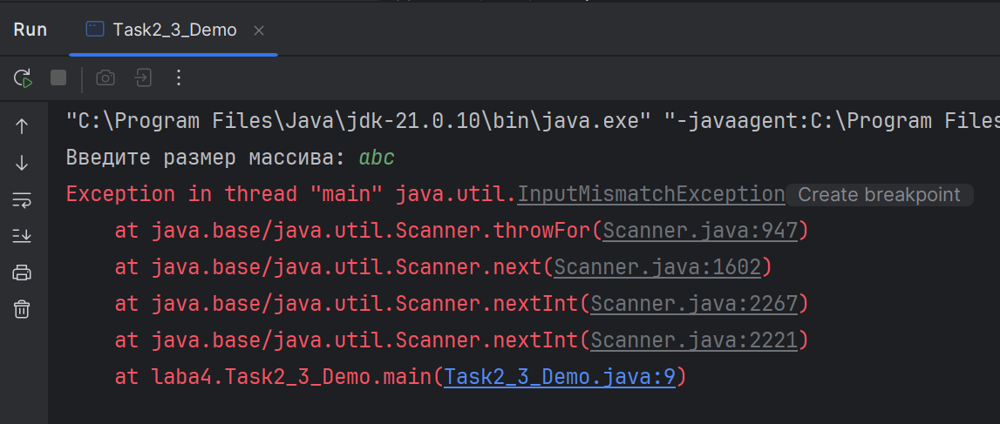 Run Task2_3_Demo
"C:\Program Files\Java\jdk-21.0.10\bin\java.exe" "-javaagent:C:\Program Files
Введите размер массива: abc
Exception in thread "main" java.util.InputMismatchException Create breakpoint
at java.base/java.util.Scanner.throwFor(Scanner.java:947)
at java.base/java.util.Scanner.next(Scanner.java:1602)
at java.base/java.util.Scanner.nextInt(Scanner.java:2267)
at java.base/java.util.Scanner.nextInt(Scanner.java:2221)
at laba4.Task2_3_Demo.main(Task2_3_Demo.java:9)